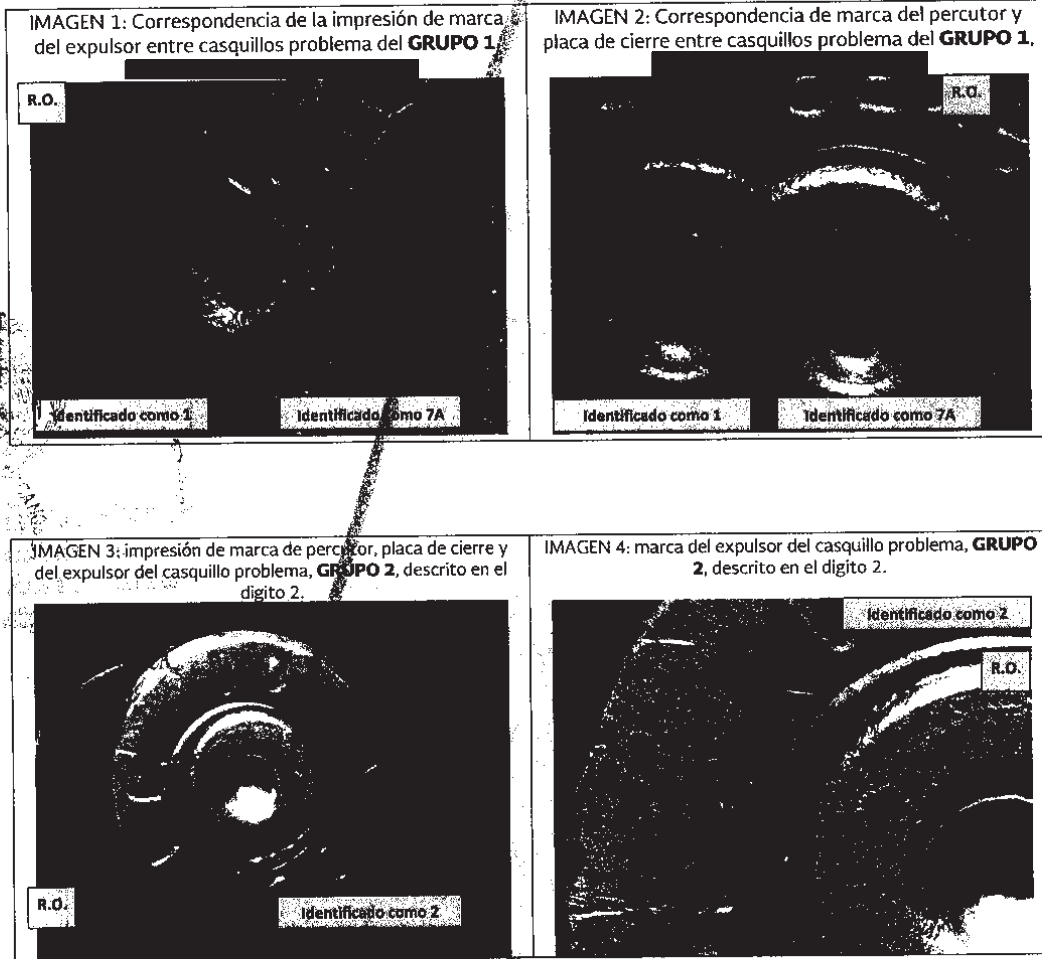 IMAGEN 1: Correspondencia de la impresión de marca
del expulsor entre casquillos problema del GRUPO 1,
R.O.
Identificado como 1
Identificado como 7A
IMAGEN 2: Correspondencia de marca del percutor y
placa de cierre entre casquillos problema del GRUPO 1,
R.O.
Identificado como 1
Identificado como 7A
IMAGEN 3: impresión de marca de percutor, placa de cierre y
del expulsor del casquillo problema, GRUPO 2, descrito en el
digito 2.
R.O.
Identificado como 2
IMAGEN 4: marca del expulsor del casquillo problema, GRUPO
2, descrito en el digito 2.
Identificado como 2
R.O.